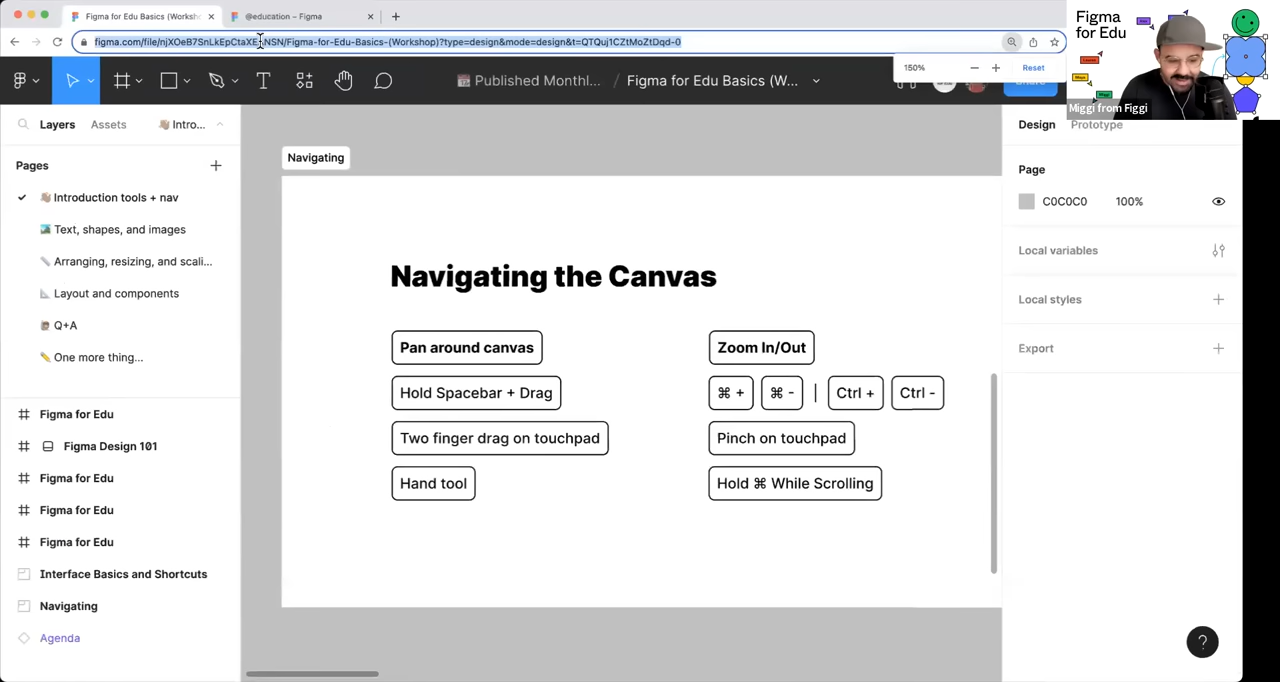 Figma for Edu Basics (Worksh
@education – Figma
figma.com/file/njXOeB7SnLkEpCtaXE NSN/Figma-for-Edu-Basics-(Workshop)?type=design&mode=design&t=QTQuj1CZtMoZtDqd-0
150%
Reset
Figma
for Edu
Miggi from Figgi
Published Monthl... / Figma for Edu Basics (W...
Layers
Assets
Intro...
Design
Prototype
Pages
Introduction tools + nav
Text, shapes, and images
Arranging, resizing, and scali...
Layout and components
Q+A
One more thing...
Figma for Edu
Figma Design 101
Figma for Edu
Figma for Edu
Figma for Edu
Interface Basics and Shortcuts
Navigating
Agenda
Navigating
Navigating the Canvas
Pan around canvas
Hold Spacebar + Drag
Two finger drag on touchpad
Hand tool
Zoom In/Out
⌘ + ⌘ - | Ctrl + Ctrl -
Pinch on touchpad
Hold ⌘ While Scrolling
Page
C0C0C0 100%
Local variables
Local styles
Export
?